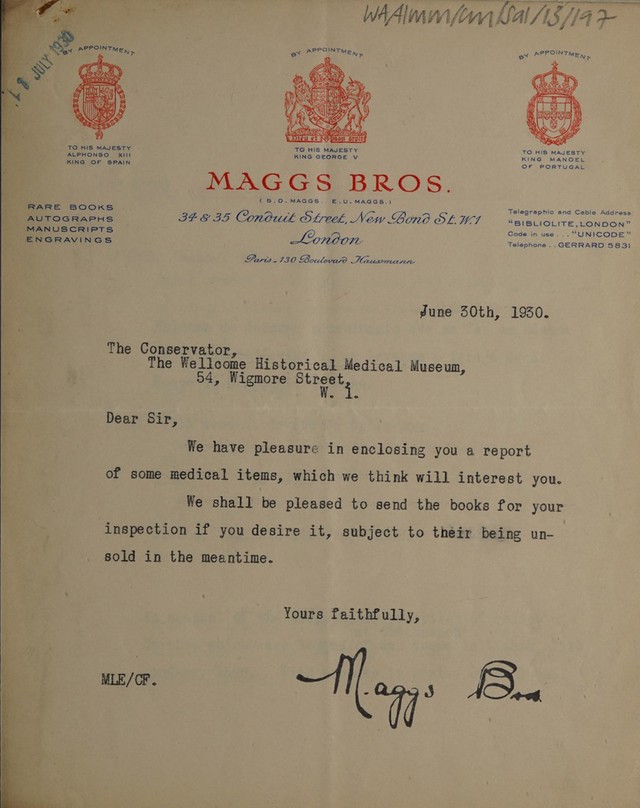 WA/HMM/CM/Sal/13/197
18 JULY 1930
BY APPOINTMENT
TO HIS MAJESTY
ALPHONSO XIII
KING OF SPAIN
BY APPOINTMENT
TO HIS MAJESTY
KING GEORGE V
BY APPOINTMENT
TO HIS MAJESTY
KING MANOEL
OF PORTUGAL
MAGGS BROS.
(B.D. MAGGS. E.U. MAGGS.)
34 & 35 Conduit Street, New Bond St. W.1
London
Paris - 130 Boulevard Haussmann
RARE BOOKS
AUTOGRAPHS
MANUSCRIPTS
ENGRAVINGS
Telegraphic and Cable Address
"BIBLIOLITE, LONDON"
Code in use ... "UNICODE"
Telephone .. GERRARD 5831
June 30th, 1930.
The Conservator,
The Wellcome Historical Medical Museum,
54, Wigmore Street,
W. 1.
Dear Sir,
We have pleasure in enclosing you a report
of some medical items, which we think will interest you.
We shall be pleased to send the books for your
inspection if you desire it, subject to their being un-
sold in the meantime.
Yours faithfully,
MLE/CF.
Maggs Bros